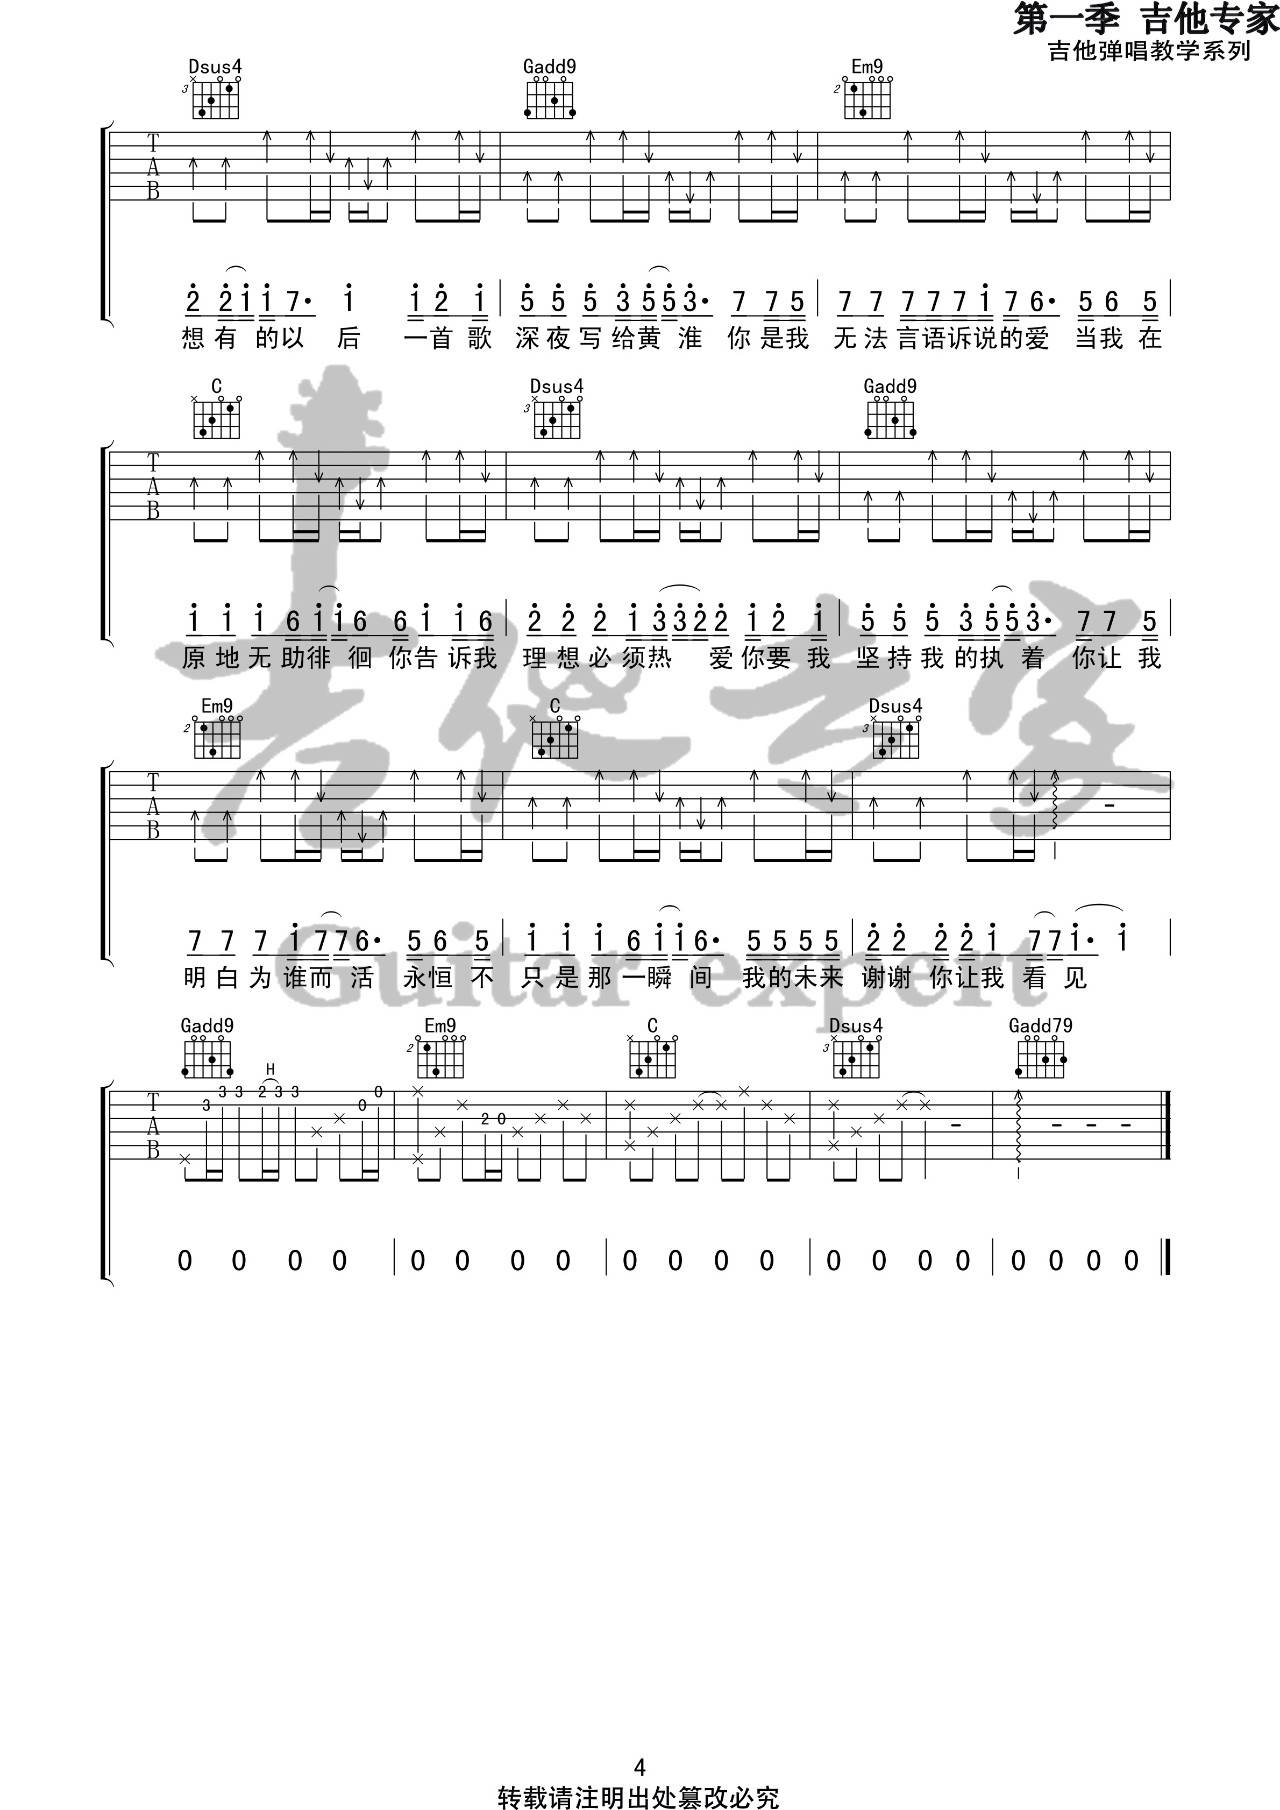 第一季 吉他专家
吉他弹唱教学系列
Dsus4 Gadd9 Em9
3 2
T
A
B
2 2 1 1 7· 1 1 2 1 5 5 5 3 5 5 3· 7 7 5 7 7 7 7 7 1 7 6· 5 6 5
想有的以后 一首歌 深夜写给黄淮 你是我 无法言语诉说的爱 当我在
C Dsus4 Gadd9
3
T
A
B
1 1 1 6 1 1 6 6 1 1 6 2 2 2 1 3 3 2 2 1 2 1 5 5 5 3 5 5 3· 7 7 5
原地无助徘徊 你告诉我 理想必须热爱你要我 坚持我的执着 你让我
Em9 C Dsus4
2 3
T
A
B
7 7 7 1 7 7 6· 5 6 5 1 1 1 6 1 1 6· 5 5 5 5 2 2 2 2 1 7 7 1· 1
明白为谁而活 永恒不 只是那一瞬间 我的未来 谢谢你让我看见
吉他专家
Guitar expert
Gadd9 Em9 C Dsus4 Gadd79
2 3
H
T
A
B
3 3 3 2 3 3 0 0 2 0
0 0 0 0 0 0 0 0 0 0 0 0 0 0 0 0 0 0 0 0
4
转载请注明出处篡改必究